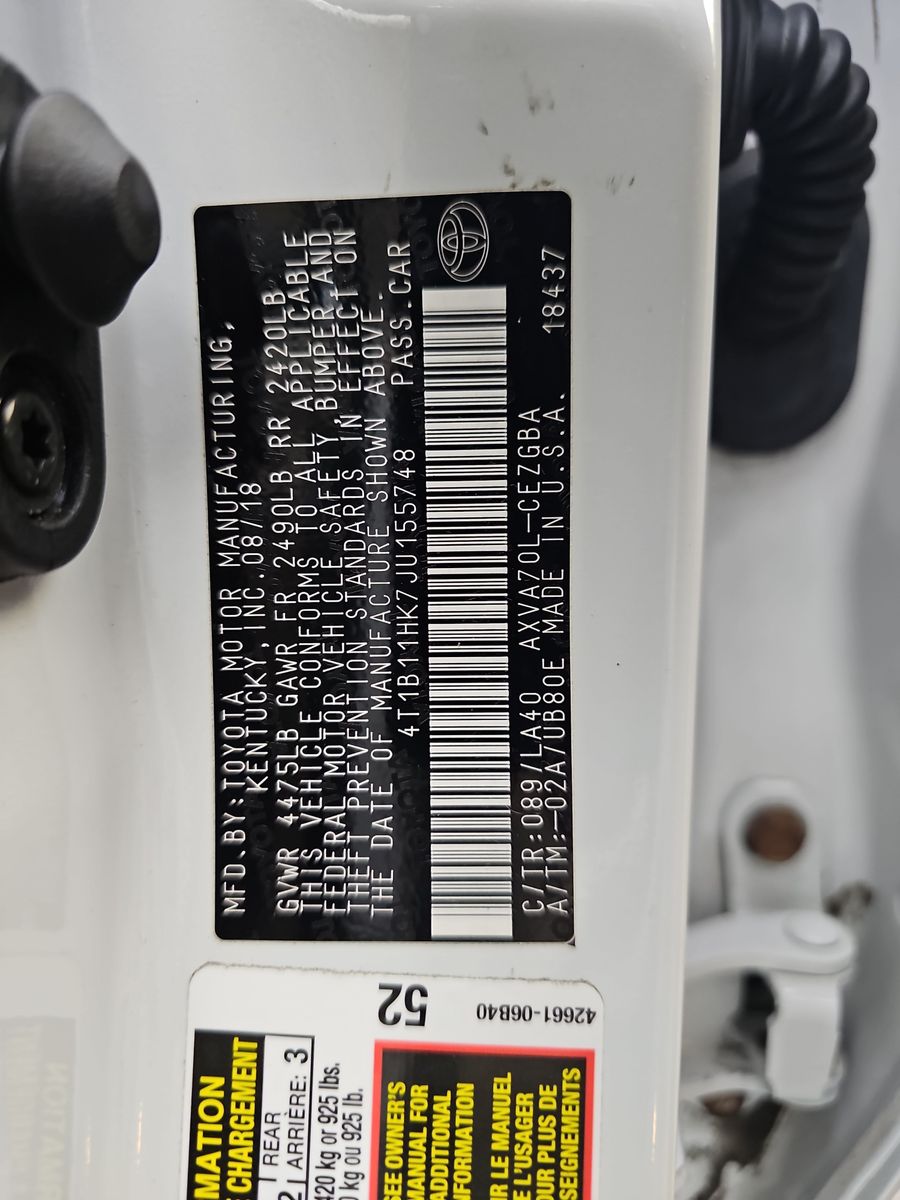 MFD.BY:TOYOTA MOTOR MANUFACTURING,
KENTUCKY, INC. 08/18
GVWR 4475LB GAWR FR 2490LB RR 2420LB
THIS VEHICLE CONFORMS TO ALL APPLICABLE
FEDERAL MOTOR VEHICLE SAFETY, BUMPER, AND
THEFT PREVENTION STANDARDS IN EFFECT ON
THE DATE OF MANUFACTURE SHOWN ABOVE.
4T1B11HK7JU155748 PASS.CAR
C/TR:089/LA40 AXVA70L-CEZGBA 18437
A/TM:-02A/UB80E MADE IN U.S.A.
52
42661-06B40
REAR
2 ARRIÈRE: 3
420 kg or 925 lbs.
kg ou 925 lb.
SEE OWNER'S
MANUAL FOR
ADDITIONAL
INFORMATION
LE MANUEL
L'USAGER
PLUS DE
CHARGEMENT